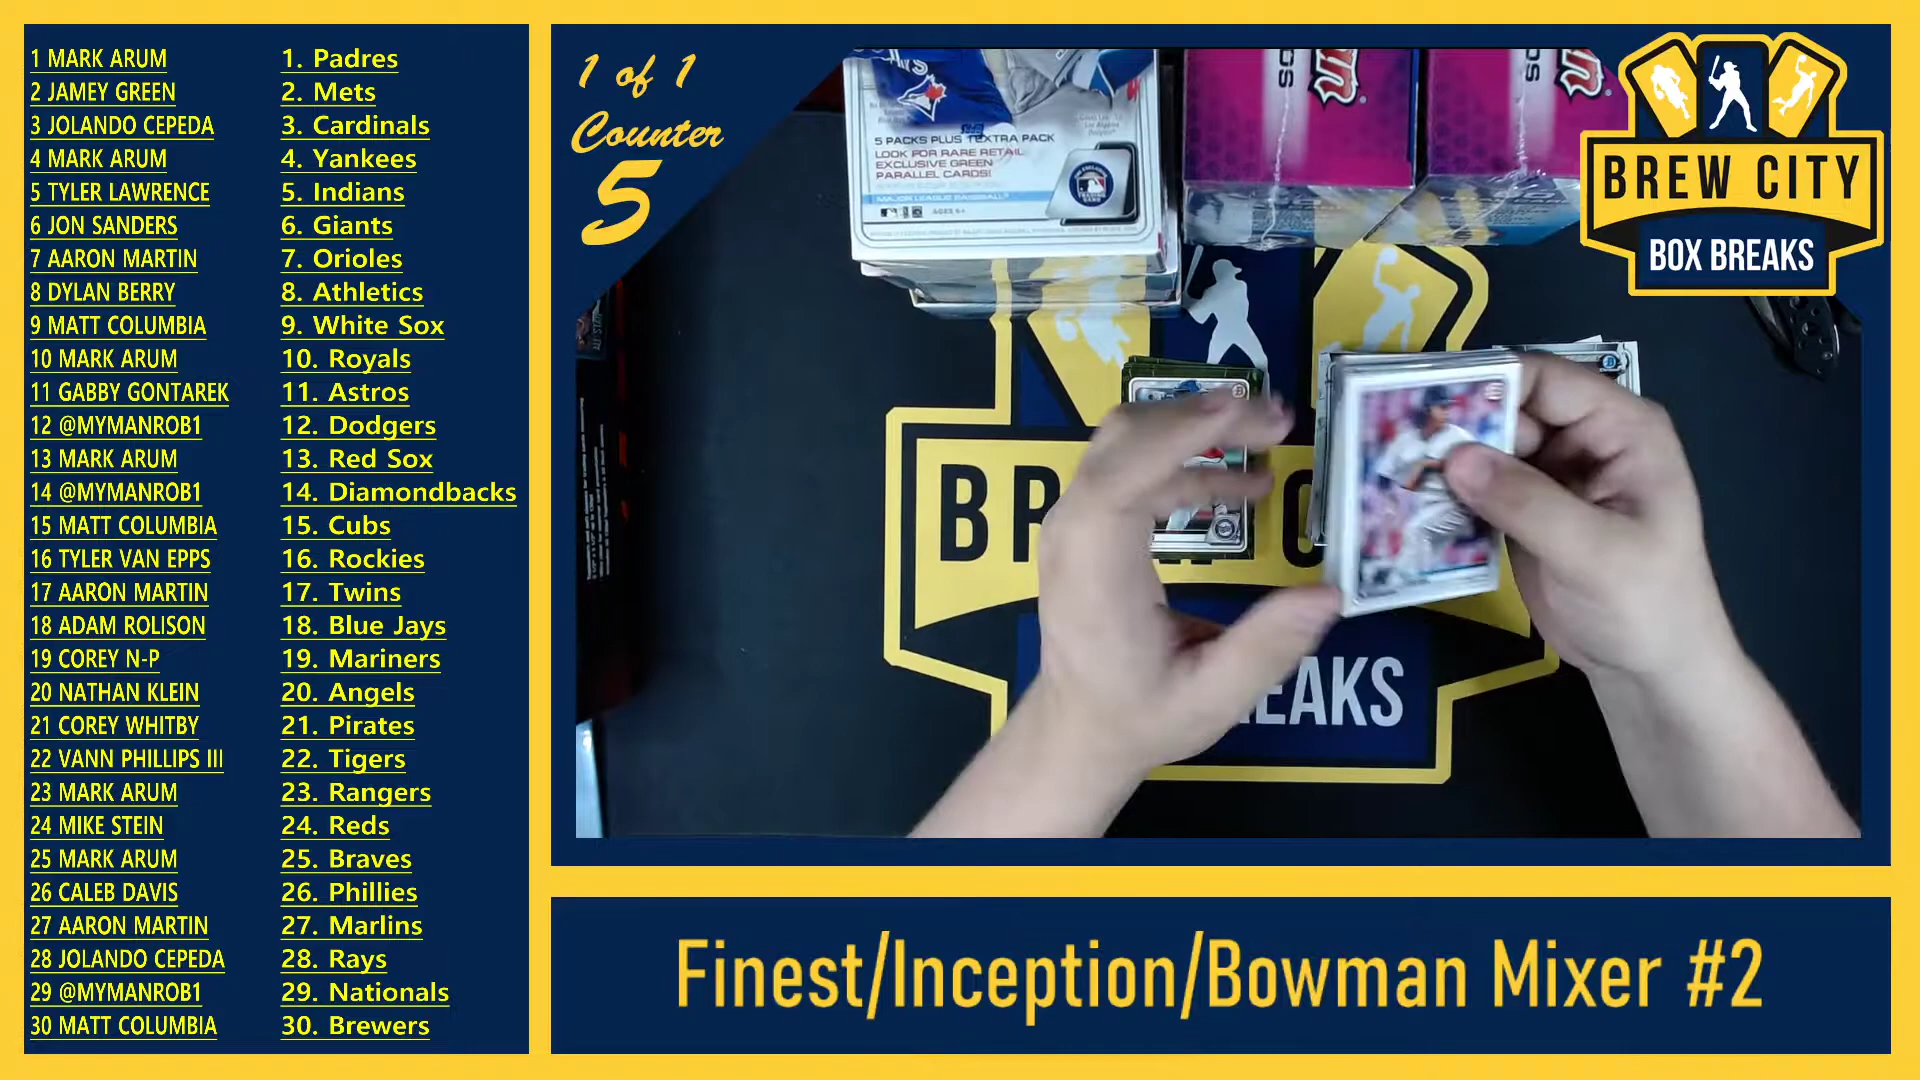 1 MARK ARUM 1. Padres
2 JAMEY GREEN 2. Mets
3 JOLANDO CEPEDA 3. Cardinals
4 MARK ARUM 4. Yankees
5 TYLER LAWRENCE 5. Indians
6 JON SANDERS 6. Giants
7 AARON MARTIN 7. Orioles
8 DYLAN BERRY 8. Athletics
9 MATT COLUMBIA 9. White Sox
10 MARK ARUM 10. Royals
11 GABBY GONTAREK 11. Astros
12 @MYMANROB1 12. Dodgers
13 MARK ARUM 13. Red Sox
14 @MYMANROB1 14. Diamondbacks
15 MATT COLUMBIA 15. Cubs
16 TYLER VAN EPPS 16. Rockies
17 AARON MARTIN 17. Twins
18 ADAM ROLISON 18. Blue Jays
19 COREY N-P 19. Mariners
20 NATHAN KLEIN 20. Angels
21 COREY WHITBY 21. Pirates
22 VANN PHILLIPS III 22. Tigers
23 MARK ARUM 23. Rangers
24 MIKE STEIN 24. Reds
25 MARK ARUM 25. Braves
26 CALEB DAVIS 26. Phillies
27 AARON MARTIN 27. Marlins
28 JOLANDO CEPEDA 28. Rays
29 @MYMANROB1 29. Nationals
30 MATT COLUMBIA 30. Brewers
1 of 1
Counter
5
5 PACKS PLUS 1 EXTRA PACK
LOOK FOR RARE RETAIL
EXCLUSIVE GREEN
PARALLEL CARDS!
MAJOR LEAGUE BASEBALL
AGES 6+
BREW CITY
BOX BREAKS
BR
EAKS
Finest/Inception/Bowman Mixer #2